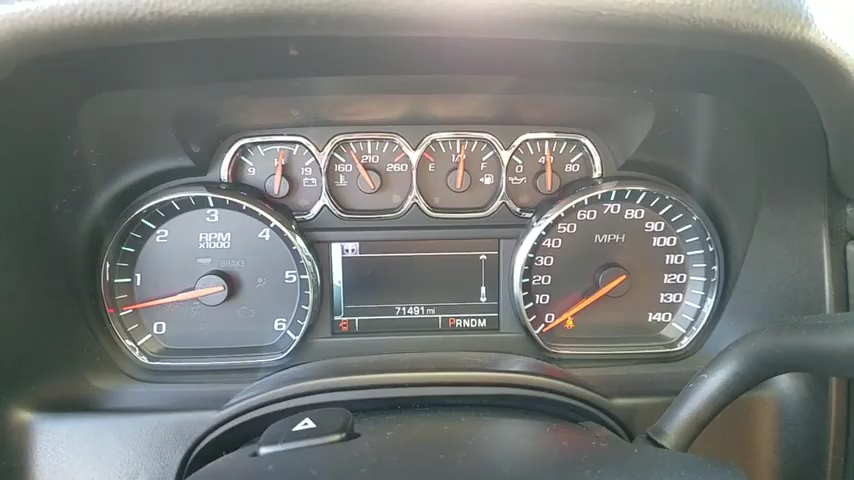 9 14 19
160 210 260
E 1/2 F
0 40 80
0 1 2 3 4 5 6
RPM
x1000
BRAKE
71491 mi
PRNDM
0 10 20 30 40 50 60 70 80 90 100 110 120 130 140
MPH